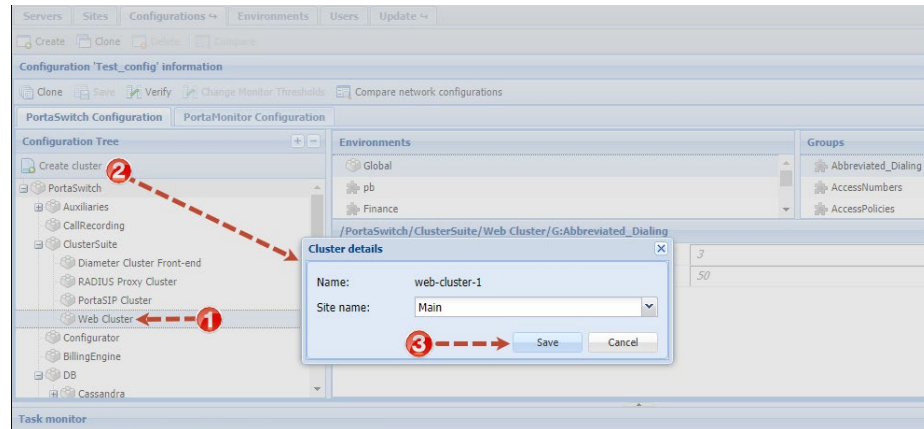 Servers Sites Configurations Environments Users Update
Create Clone Delete Compare
Configuration 'Test_config' information
Clone Save Verify Change Monitor Thresholds Compare network configurations
PortaSwitch Configuration PortaMonitor Configuration
Configuration Tree Environments Groups
Create cluster 2 Global Abbreviated_Dialing
PortaSwitch pb AccessNumbers
Auxiliaries Finance AccessPolicies
CallRecording /PortaSwitch/ClusterSuite/Web Cluster/G:Abbreviated_Dialing
ClusterSuite Cluster details 3
Diameter Cluster Front-end 50
RADIUS Proxy Cluster Name: web-cluster-1
PortaSIP Cluster Site name: Main
Web Cluster 1
Configurator 3 Save Cancel
BillingEngine
DB
Cassandra
Task monitor